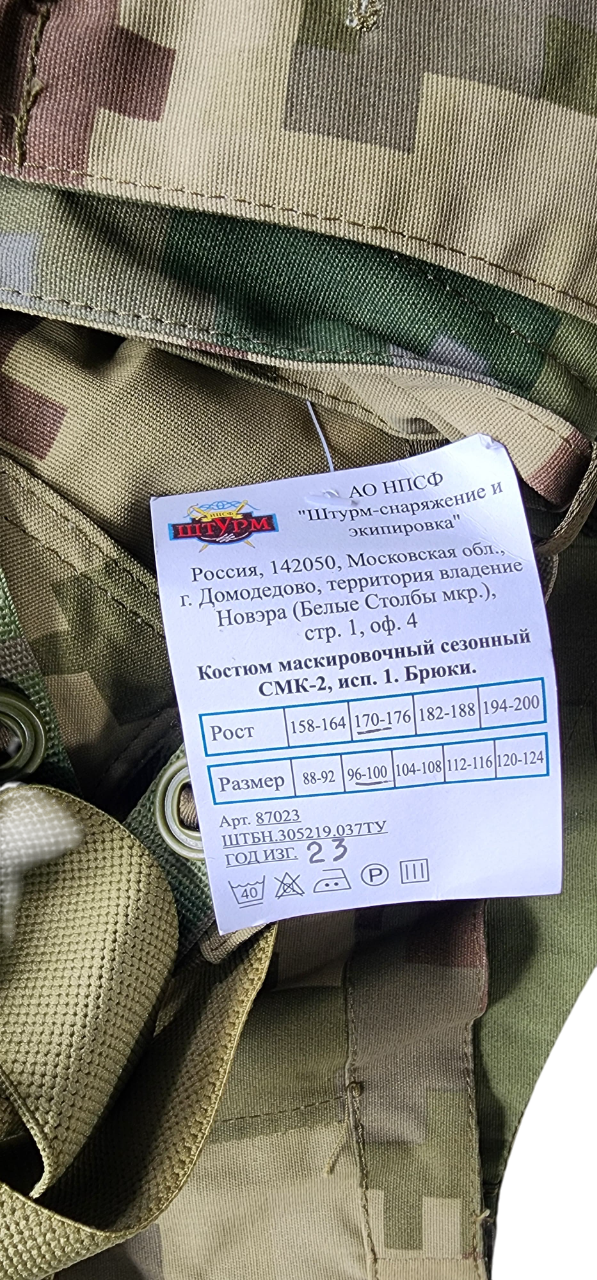 НПСФ
ШТУРМ
АО НПСФ
"Штурм-снаряжение и
экипировка"
Россия, 142050, Московская обл.,
г. Домодедово, территория владение
Новэра (Белые Столбы мкр.),
стр. 1, оф. 4
Костюм маскировочный сезонный
СМК-2, исп. 1. Брюки.
Рост 158-164 170-176 182-188 194-200
Размер 88-92 96-100 104-108 112-116 120-124
Арт. 87023
ШТБН.305219.037ТУ
ГОД ИЗГ. 23
40 P